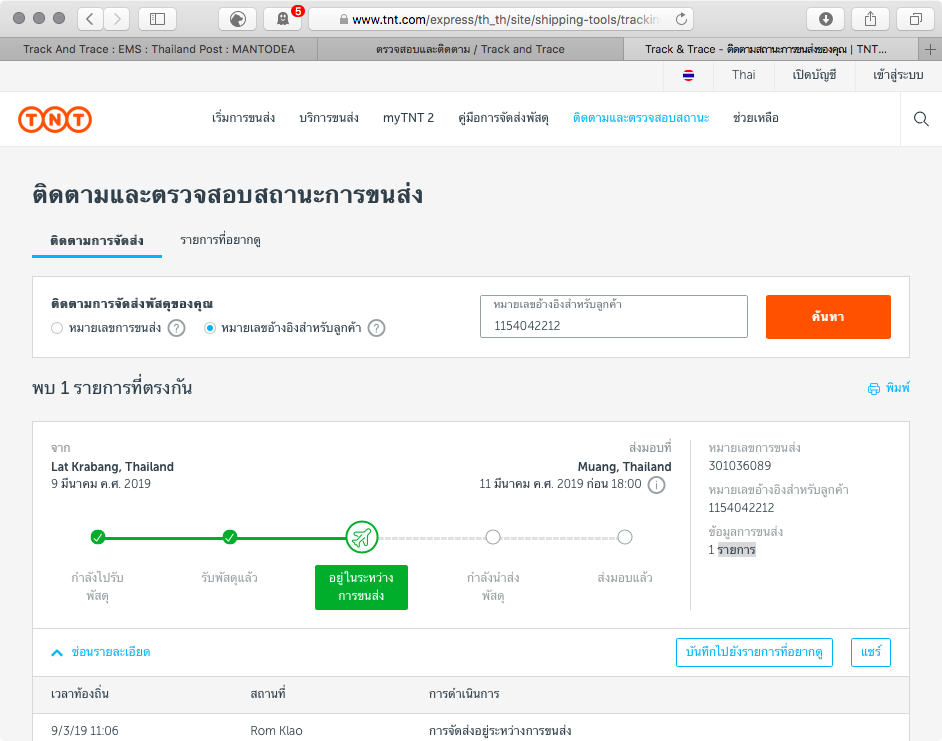 5
www.tnt.com/express/th_th/site/shipping-tools/trackin
Track And Trace : EMS : Thailand Post : MANTODEA
ตรวจสอบและติดตาม / Track and Trace
Track & Trace - ติดตามสถานะการขนส่งของคุณ | TNT...
Thai
เปิดบัญชี
เข้าสู่ระบบ
TNT
เริ่มการขนส่ง
บริการขนส่ง
myTNT 2
คู่มือการจัดส่งพัสดุ
ติดตามและตรวจสอบสถานะ
ช่วยเหลือ
ติดตามและตรวจสอบสถานะการขนส่ง
ติดตามการจัดส่ง
รายการที่อยากดู
ติดตามการจัดส่งพัสดุของคุณ
หมายเลขการขนส่ง ?
หมายเลขอ้างอิงสำหรับลูกค้า ?
หมายเลขอ้างอิงสำหรับลูกค้า
1154042212
ค้นหา
พบ 1 รายการที่ตรงกัน
พิมพ์
จาก
Lat Krabang, Thailand
9 มีนาคม ค.ศ. 2019
ส่งมอบที่
Muang, Thailand
11 มีนาคม ค.ศ. 2019 ก่อน 18:00 i
หมายเลขการขนส่ง
301036089
หมายเลขอ้างอิงสำหรับลูกค้า
1154042212
ข้อมูลการขนส่ง
1 รายการ
กำลังไปรับ
พัสดุ
รับพัสดุแล้ว
อยู่ในระหว่าง
การขนส่ง
กำลังนำส่ง
พัสดุ
ส่งมอบแล้ว
ซ่อนรายละเอียด
บันทึกไปยังรายการที่อยากดู
แชร์
เวลาท้องถิ่น
สถานที่
การดำเนินการ
9/3/19 11:06
Rom Klao
การจัดส่งอยู่ระหว่างการขนส่ง